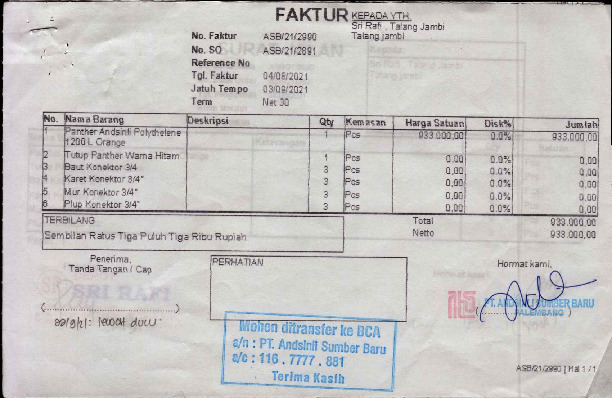 FAKTUR
KEPADA YTH.
Sri Rafi , Talang Jambi
Talang jambi
No. Faktur ASB/21/2990
No. SO ASB/21/2891
Reference No
Tgl. Faktur 04/08/2021
Jatuh Tempo 03/09/2021
Term Net 30
No. Nama Barang Deskripsi Qty Kemasan Harga Satuan Disk% Jumlah
1 Panther Andsinfi Polythelene 1 Pcs 933.000,00 0.0% 933.000,00
1200 L Orange
2 Tutup Panther Warna Hitam 1 Pcs 0,00 0.0% 0,00
3 Baut Konektor 3/4 3 Pcs 0,00 0.0% 0,00
4 Karet Konektor 3/4" 3 Pcs 0,00 0.0% 0,00
5 Mur Konektor 3/4" 3 Pcs 0,00 0.0% 0,00
6 Plup Konektor 3/4" 3 Pcs 0,00 0.0% 0,00
TERBILANG
Sembilan Ratus Tiga Puluh Tiga Ribu Rupiah
Total 933.000,00
Netto 933.000,00
Penerima,
Tanda Tangan / Cap
SRI RAFI
PERHATIAN
Hormat kami,
PT. ANDSINFI SUMBER BARU
( PALEMBANG )
Mohon ditransfer ke BCA
a/n : PT. Andsinfi Sumber Baru
a/c : 116 . 7777 . 881
Terima Kasih
ASB/21/2990 | Hal 1 / 1